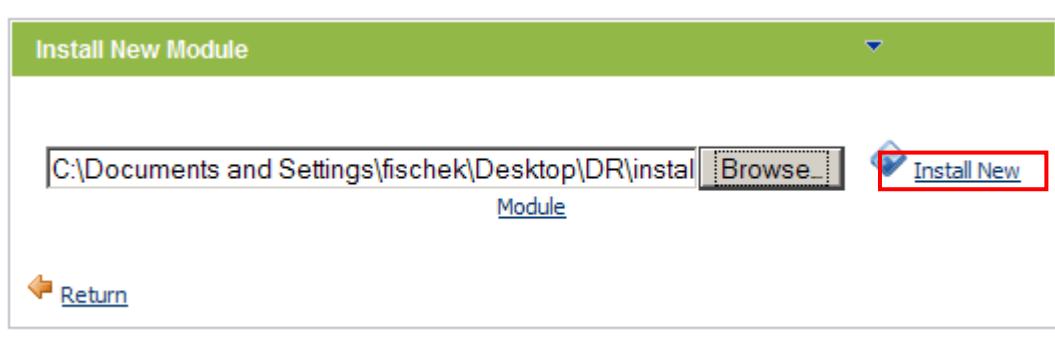 Install New Module
C:\Documents and Settings\fischek\Desktop\DR\instal Browse... Install New
Module
Return